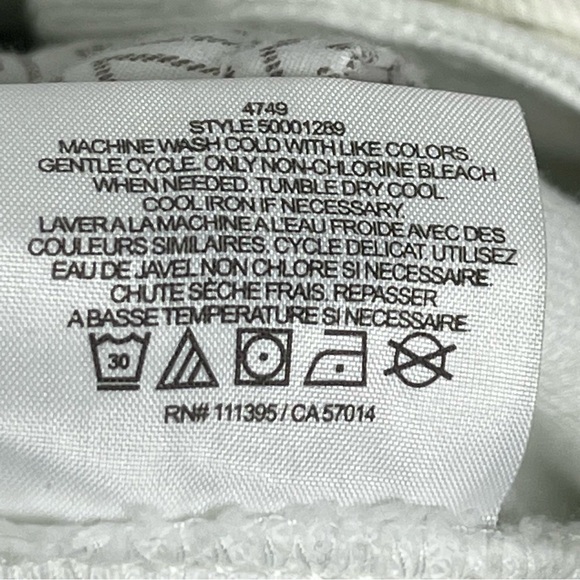 4749
STYLE 50001289
MACHINE WASH COLD WITH LIKE COLORS.
GENTLE CYCLE. ONLY NON-CHLORINE BLEACH
WHEN NEEDED. TUMBLE DRY COOL.
COOL IRON IF NECESSARY.
LAVER A LA MACHINE A L'EAU FROIDE AVEC DES
COULEURS SIMILAIRES. CYCLE DELICAT. UTILISEZ
EAU DE JAVEL NON CHLORE SI NECESSAIRE.
CHUTE SÈCHE FRAIS. REPASSER
A BASSE TEMPERATURE SI NECESSAIRE.
30
RN# 111395 / CA 57014